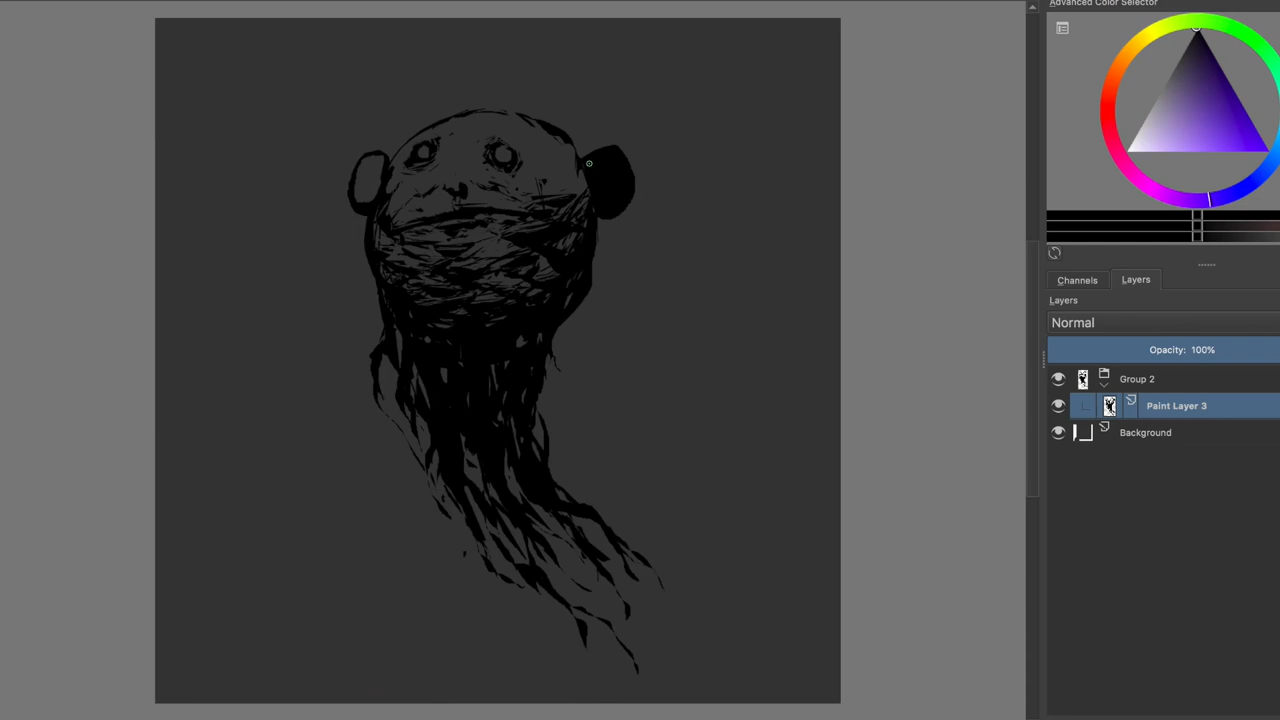 Advanced Color Selector
Channels
Layers
Layers
Normal
Opacity: 100%
Group 2
Paint Layer 3
Background